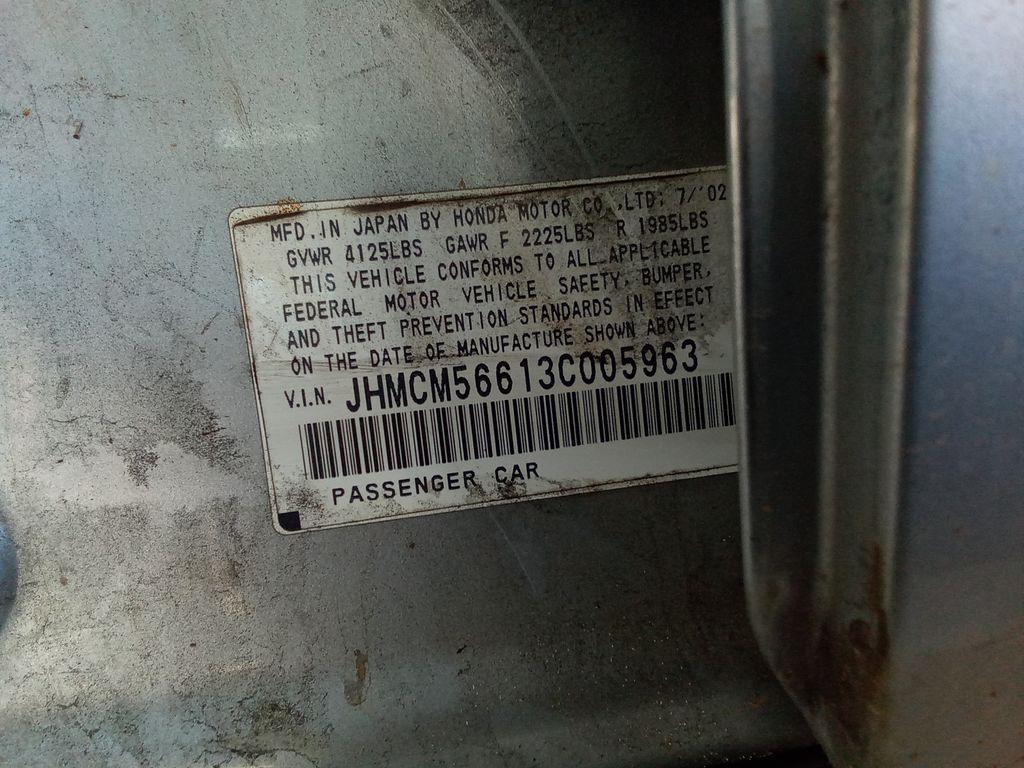 MFD. IN JAPAN BY HONDA MOTOR CO.,LTD. 7/'02
GVWR 4125LBS GAWR F 2225LBS R 1985LBS
THIS VEHICLE CONFORMS TO ALL APPLICABLE
FEDERAL MOTOR VEHICLE SAFETY, BUMPER,
AND THEFT PREVENTION STANDARDS IN EFFECT
ON THE DATE OF MANUFACTURE SHOWN ABOVE.
V.I.N. JHMCM56613C005963
PASSENGER CAR